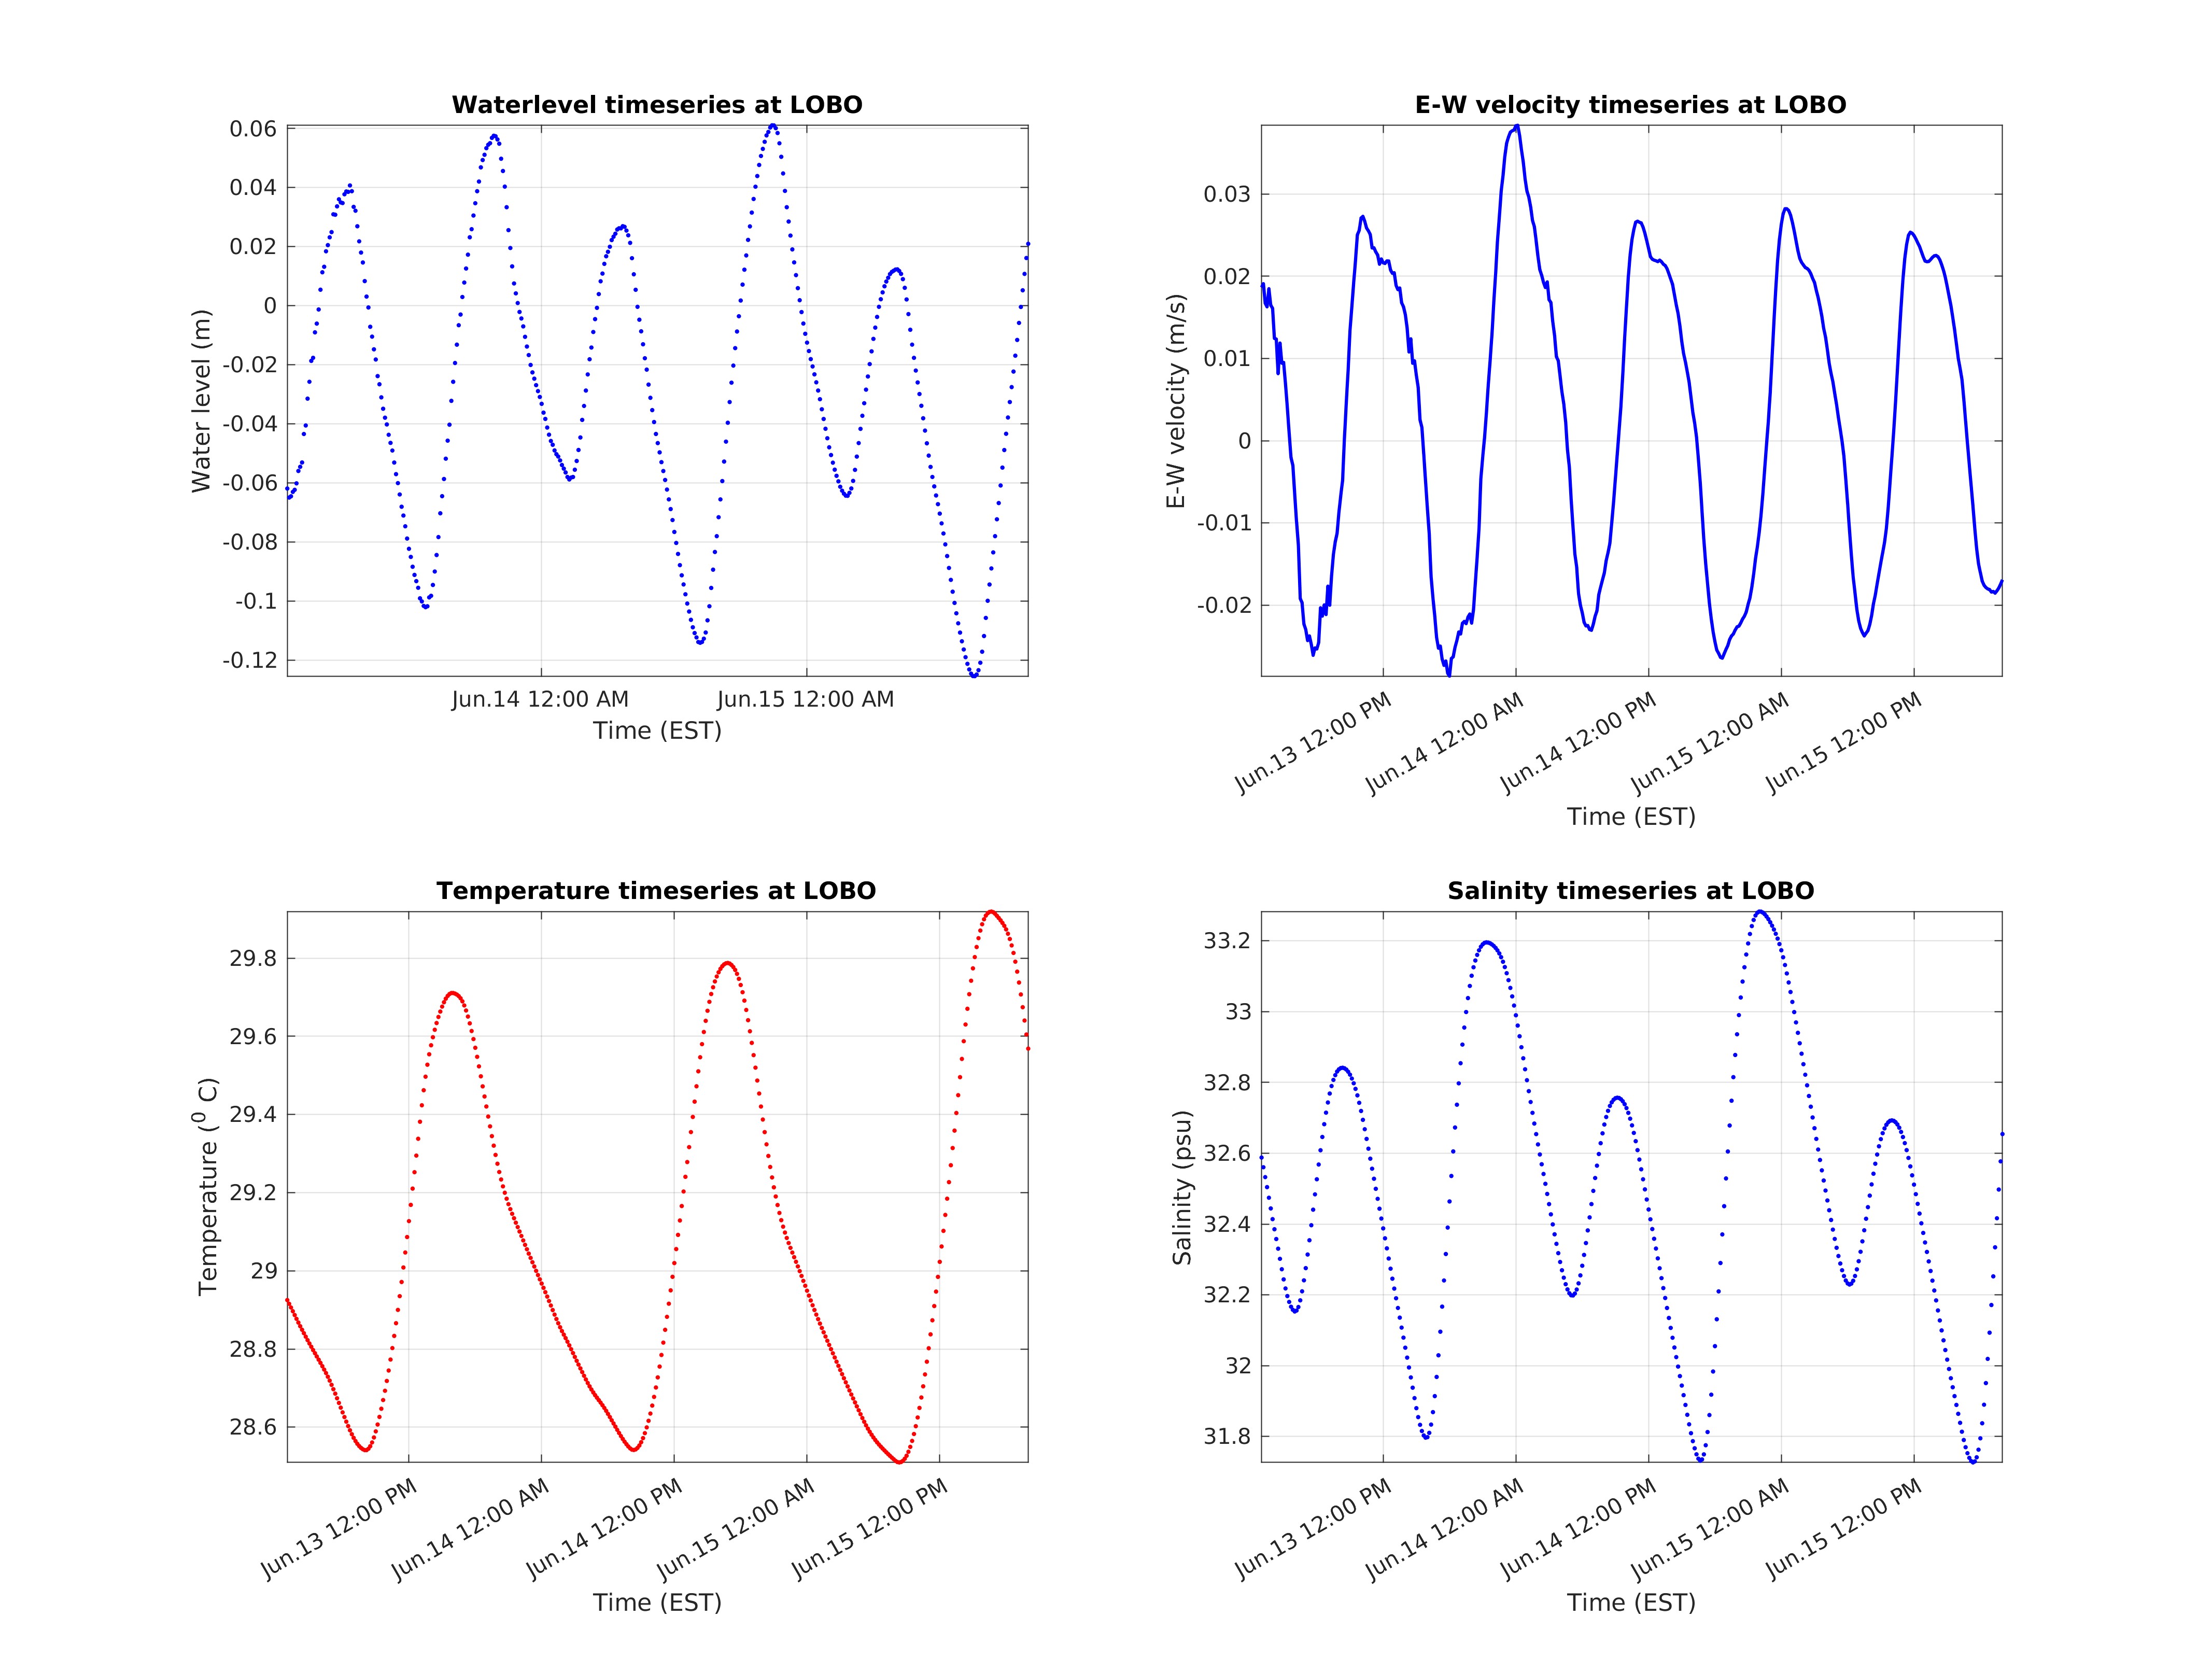 Waterlevel timeseries at LOBO
0.06
0.04
0.02
0
-0.02
-0.04
-0.06
-0.08
-0.1
-0.12
Water level (m)
Jun.14 12:00 AM
Jun.15 12:00 AM
Time (EST)
E-W velocity timeseries at LOBO
0.03
0.02
0.01
0
-0.01
-0.02
E-W velocity (m/s)
Jun.13 12:00 PM
Jun.14 12:00 AM
Jun.14 12:00 PM
Jun.15 12:00 AM
Jun.15 12:00 PM
Time (EST)
Temperature timeseries at LOBO
29.8
29.6
29.4
29.2
29
28.8
28.6
Temperature (⁰ C)
Jun.13 12:00 PM
Jun.14 12:00 AM
Jun.14 12:00 PM
Jun.15 12:00 AM
Jun.15 12:00 PM
Time (EST)
Salinity timeseries at LOBO
33.2
33
32.8
32.6
32.4
32.2
32
31.8
Salinity (psu)
Jun.13 12:00 PM
Jun.14 12:00 AM
Jun.14 12:00 PM
Jun.15 12:00 AM
Jun.15 12:00 PM
Time (EST)